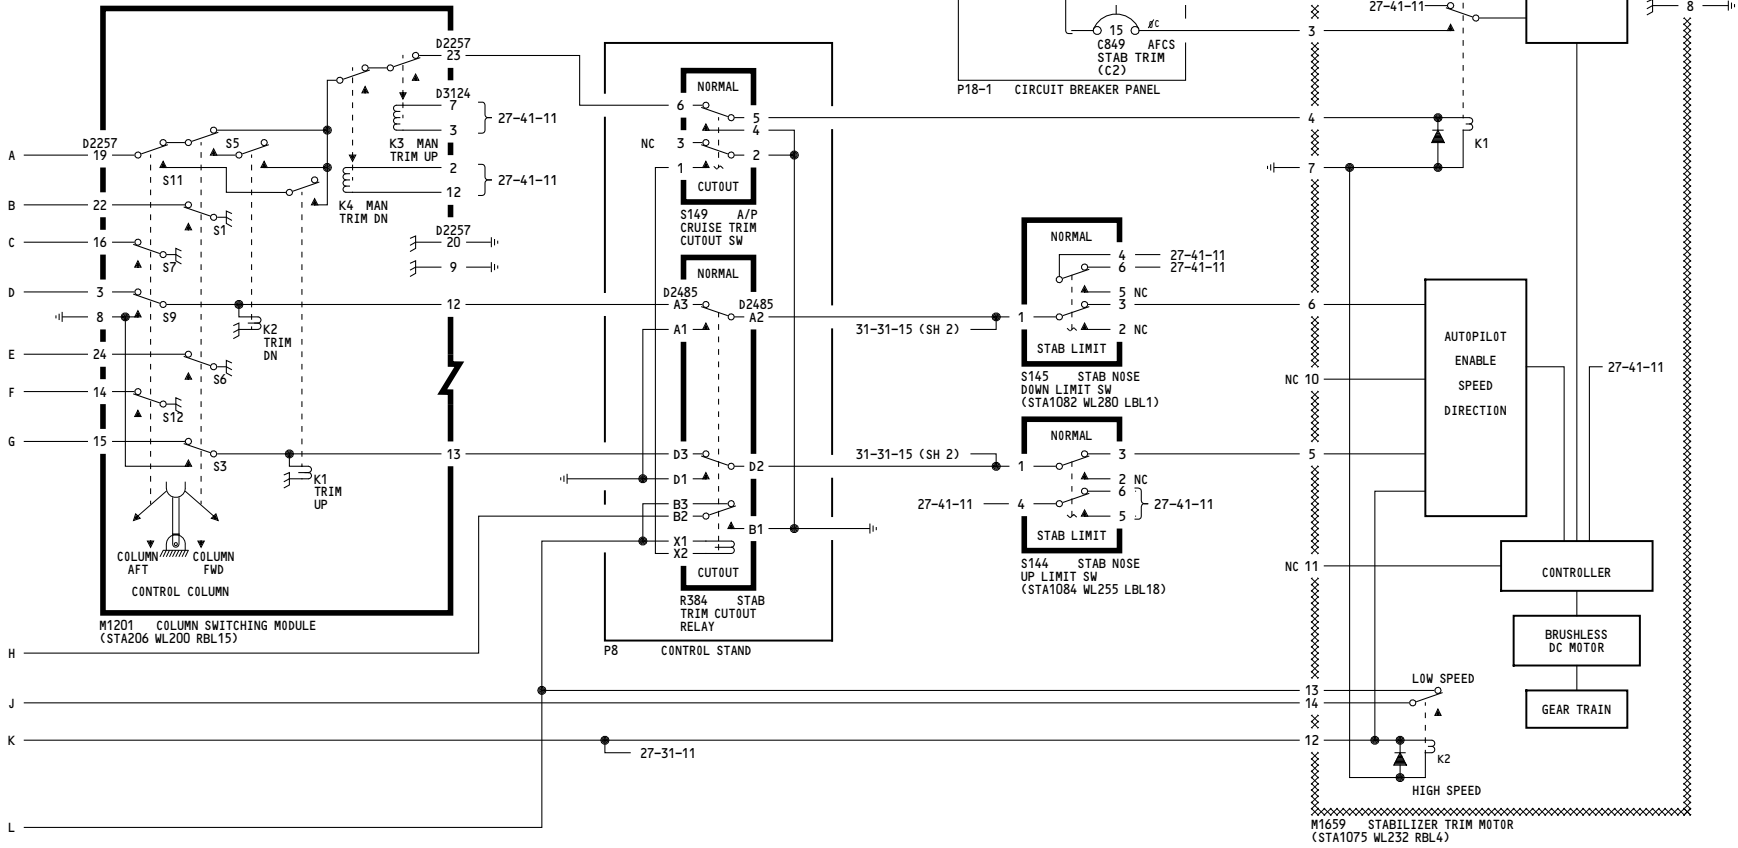 27-41-11
8
15 ØC
3
C849 AFCS
STAB TRIM
(C2)
P18-1 CIRCUIT BREAKER PANEL
D2257
23
D3124
7
27-41-11
3
K3 MAN
TRIM UP
2
27-41-11
12
K4 MAN
TRIM DN
D2257
20
9
A
D2257
19
S5
S11
B
22
S1
C
16
S7
D
3
12
8
S9
K2
TRIM
DN
E
24
S6
F
14
S12
G
15
13
S3
K1
TRIM
UP
COLUMN
AFT
COLUMN
FWD
CONTROL COLUMN
M1201 COLUMN SWITCHING MODULE
(STA206 WL200 RBL15)
NORMAL
6
5
4
NC 3
2
1
CUTOUT
S149 A/P
CRUISE TRIM
CUTOUT SW
NORMAL
D2485
A3
D2485
A2
A1
D3
D2
D1
B3
B2
B1
X1
X2
CUTOUT
R384 STAB
TRIM CUTOUT
RELAY
P8 CONTROL STAND
31-31-15 (SH 2)
NORMAL
4 27-41-11
6 27-41-11
5 NC
3
1
2 NC
STAB LIMIT
S145 STAB NOSE
DOWN LIMIT SW
(STA1082 WL280 LBL1)
31-31-15 (SH 2)
NORMAL
3
1
2 NC
6
27-41-11 4
27-41-11
5
STAB LIMIT
S144 STAB NOSE
UP LIMIT SW
(STA1084 WL255 LBL18)
4
K1
7
6
AUTOPILOT
ENABLE
SPEED
DIRECTION
27-41-11
NC 10
5
NC 11
CONTROLLER
BRUSHLESS
DC MOTOR
GEAR TRAIN
H
LOW SPEED
13
J
14
K
12
27-31-11
K2
HIGH SPEED
L
M1659 STABILIZER TRIM MOTOR
(STA1075 WL232 RBL4)